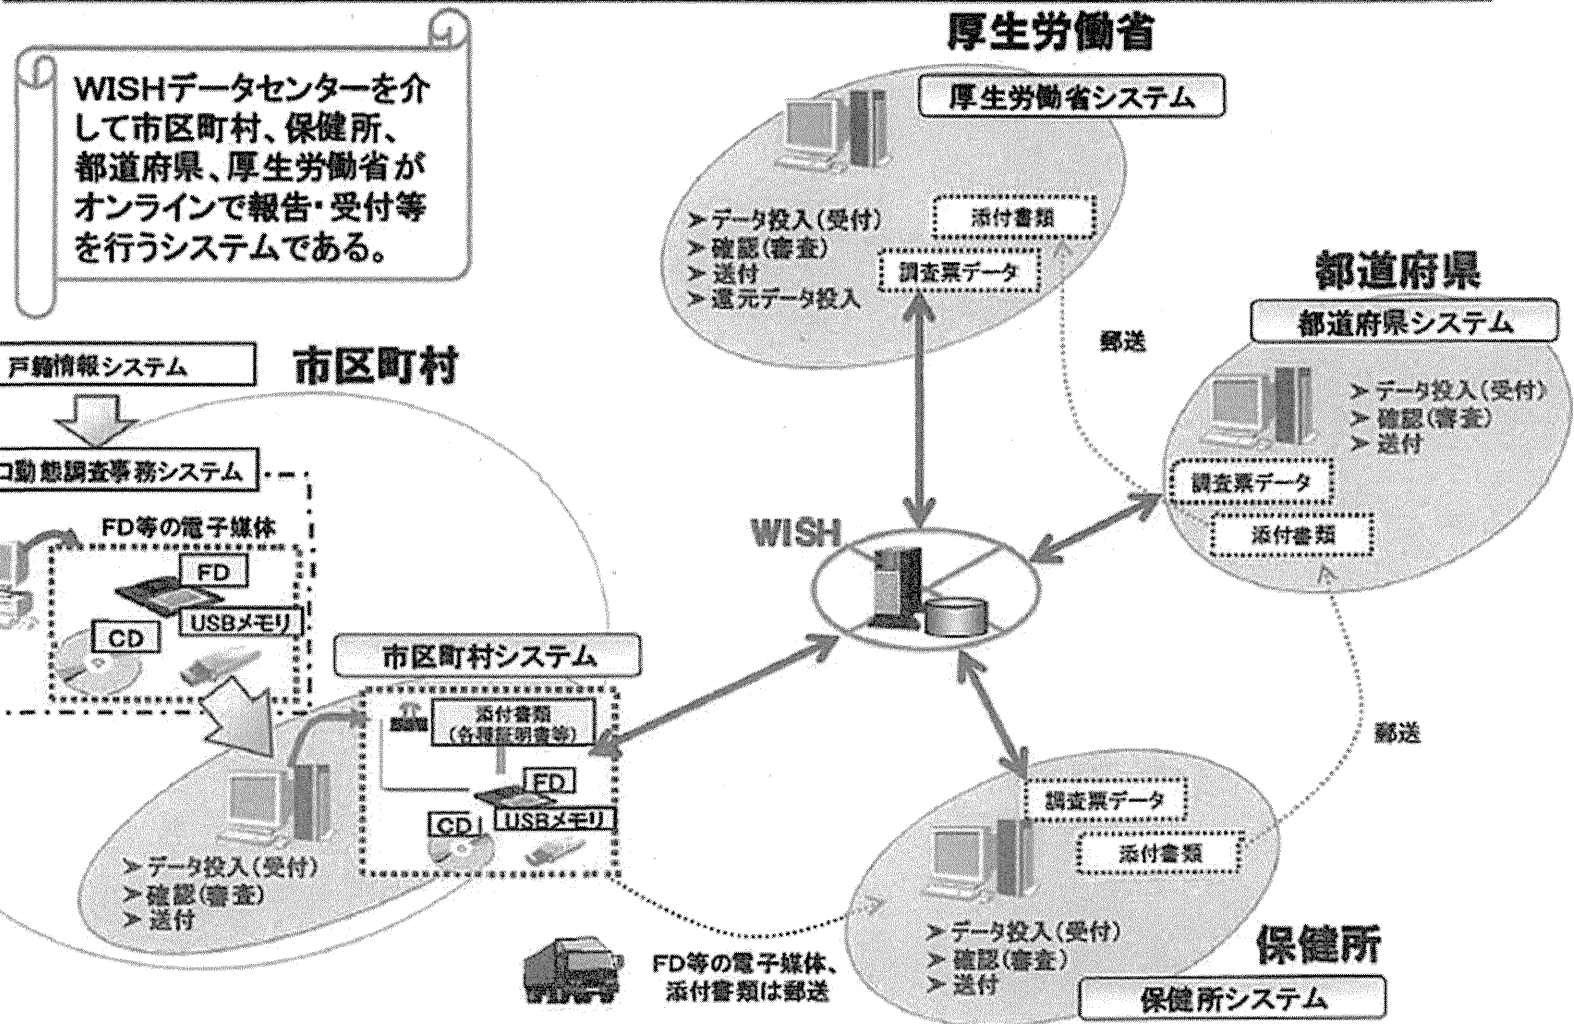 厚生労働省
WISHデータセンターを介
して市区町村、保健所、
都道府県、厚生労働省が
オンラインで報告・受付等
を行うシステムである。
厚生労働省システム
添付書類
調査票データ
➤データ投入(受付)
➤確認(審査)
➤送付
➤還元データ投入
郵送
都道府県
都道府県システム
➤データ投入(受付)
➤確認(審査)
➤送付
調査票データ
添付書類
戸籍情報システム
市区町村
口動態調査事務システム
FD等の電子媒体
FD
USBメモリ
CD
WISH
市区町村システム
添付書類
(各種証明書等)
FD
USBメモリ
CD
➤データ投入(受付)
➤確認(審査)
➤送付
郵送
調査票データ
添付書類
➤データ投入(受付)
➤確認(審査)
➤送付
保健所
保健所システム
FD等の電子媒体、
添付書類は郵送